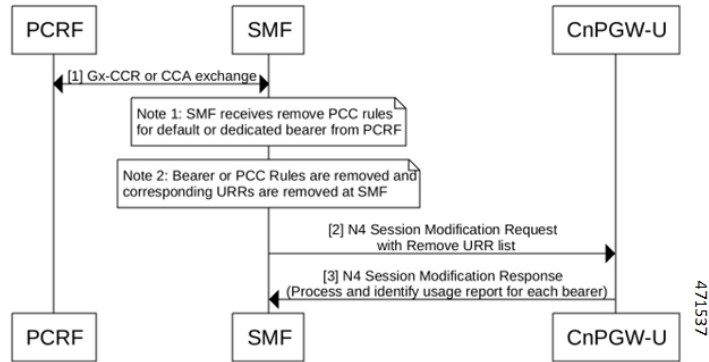 PCRF
SMF
CnPGW-U
[1] Gx-CCR or CCA exchange
Note 1: SMF receives remove PCC rules
for default or dedicated bearer from PCRF
Note 2: Bearer or PCC Rules are removed and
corresponding URRs are removed at SMF
[2] N4 Session Modification Request
with Remove URR list
[3] N4 Session Modification Response
(Process and identify usage report for each bearer)
PCRF
SMF
CnPGW-U
471537